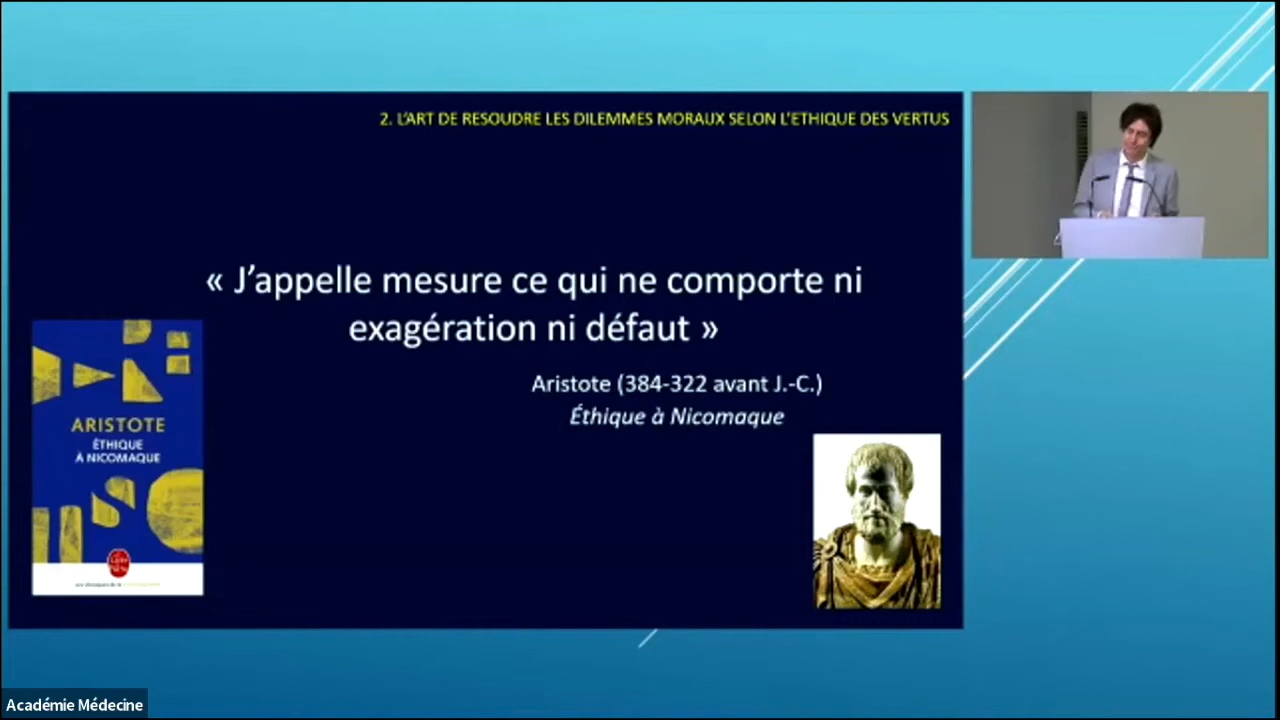 2. L'ART DE RESOUDRE LES DILEMMES MORAUX SELON L'ETHIQUE DES VERTUS
« J'appelle mesure ce qui ne comporte ni
exagération ni défaut »
Aristote (384-322 avant J.-C.)
Éthique à Nicomaque
ARISTOTE
ÉTHIQUE
À NICOMAQUE
Académie Médecine